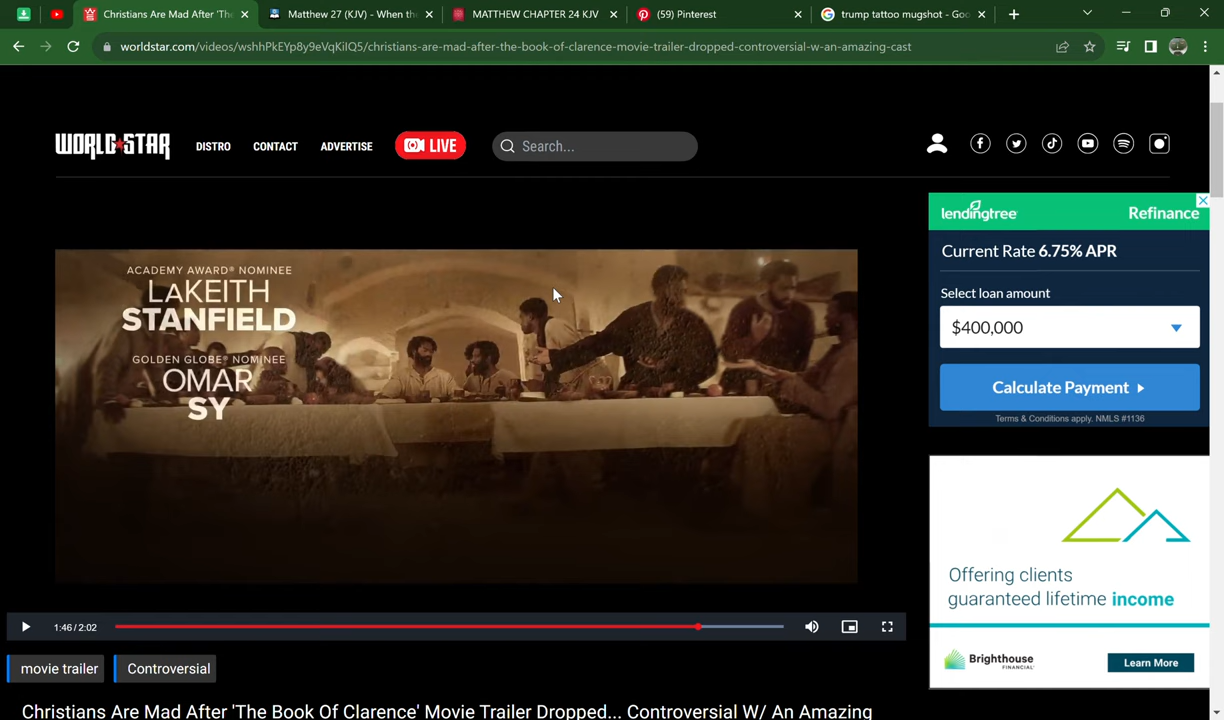 Christians Are Mad After 'The
Matthew 27 (KJV) - When the
MATTHEW CHAPTER 24 KJV
(59) Pinterest
trump tattoo mugshot - Goo
worldstar.com/videos/wshhPkEYp8y9eVqKiIQ5/christians-are-mad-after-the-book-of-clarence-movie-trailer-dropped-controversial-w-an-amazing-cast
WORLD STAR
DISTRO
CONTACT
ADVERTISE
LIVE
Search...
lendingtree
Refinance
Current Rate 6.75% APR
Select loan amount
$400,000
Calculate Payment
Terms & Conditions apply. NMLS #1136
ACADEMY AWARD® NOMINEE
LAKEITH
STANFIELD
GOLDEN GLOBE® NOMINEE
OMAR
SY
Offering clients
guaranteed lifetime income
Brighthouse
FINANCIAL
Learn More
1:46 / 2:02
movie trailer
Controversial
Christians Are Mad After 'The Book Of Clarence' Movie Trailer Dropped... Controversial W/ An Amazing